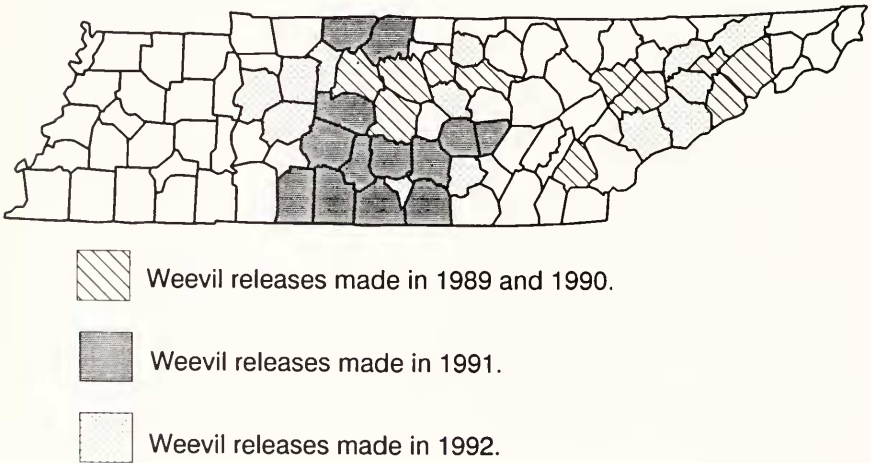 Weevil releases made in 1989 and 1990.
Weevil releases made in 1991.
Weevil releases made in 1992.